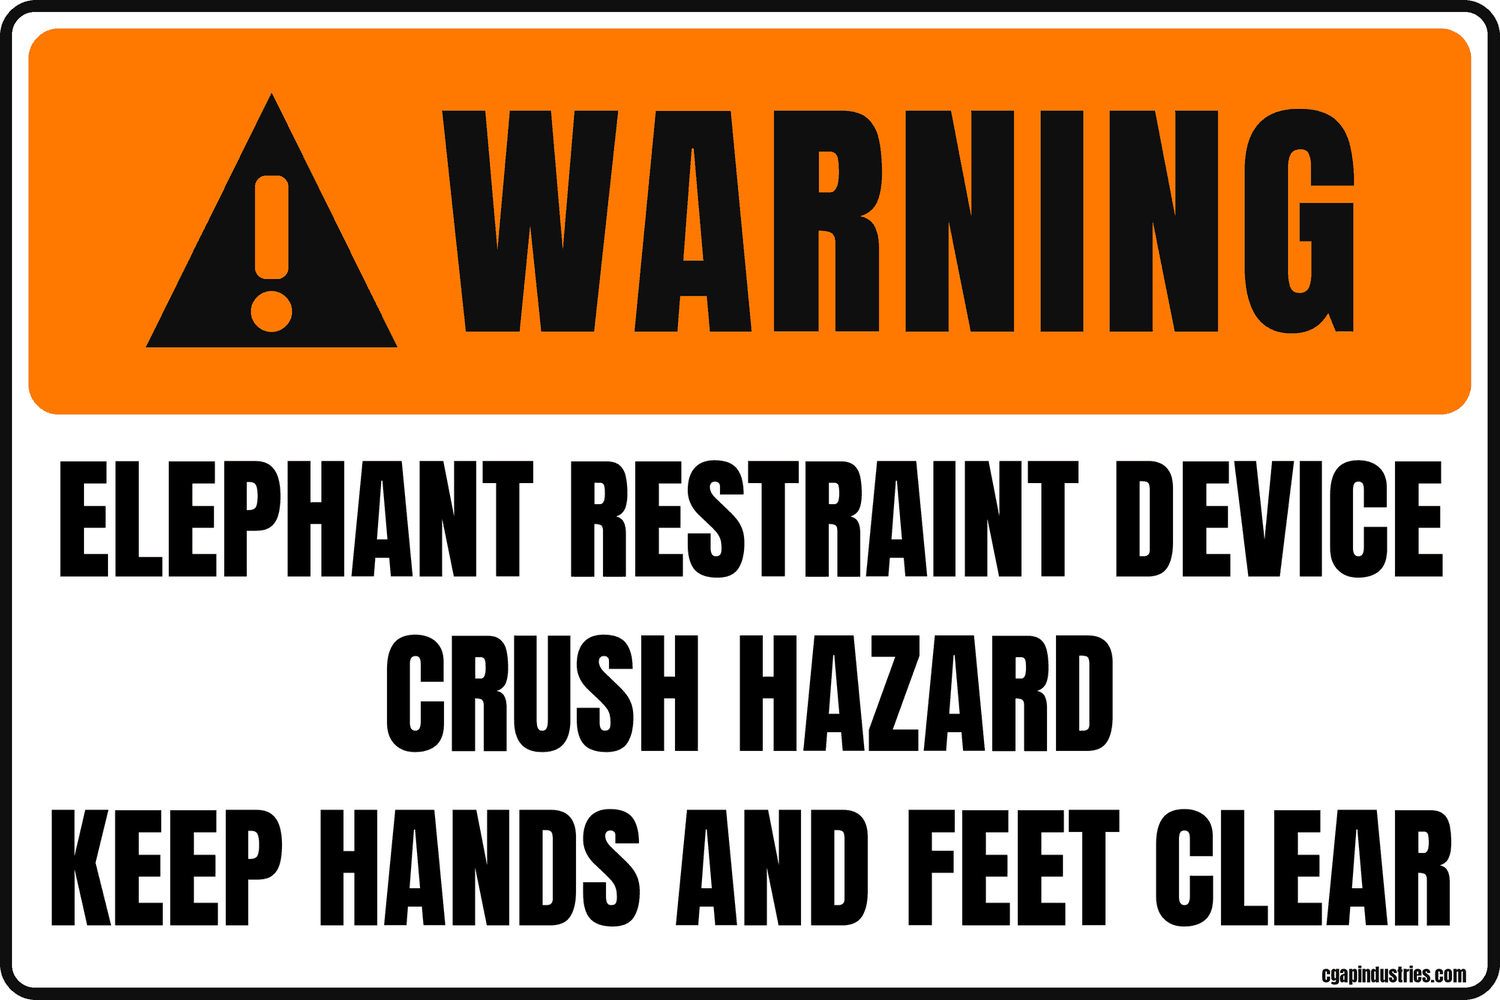 WARNING
ELEPHANT RESTRAINT DEVICE
CRUSH HAZARD
KEEP HANDS AND FEET CLEAR
cgapindustries.com